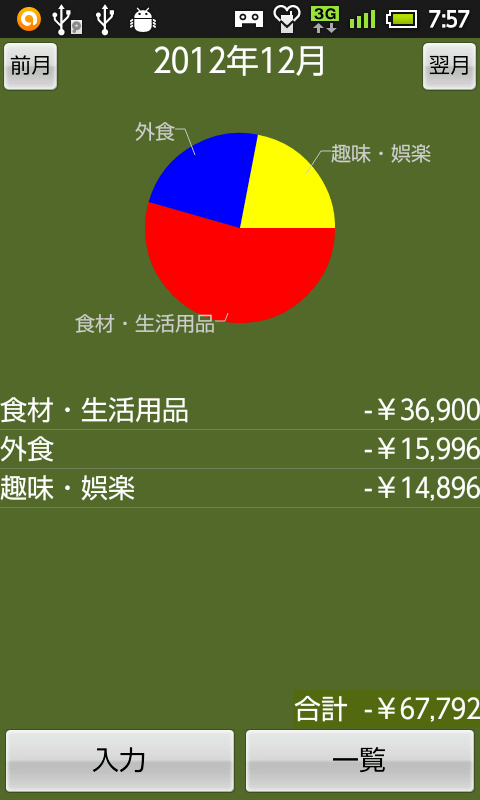 3G 7:57
前月 2012年12月 翌月
外食
趣味・娯楽
食材・生活用品
食材・生活用品 -￥36,900
外食 -￥15,996
趣味・娯楽 -￥14,896
合計 -￥67,792
入力 一覧